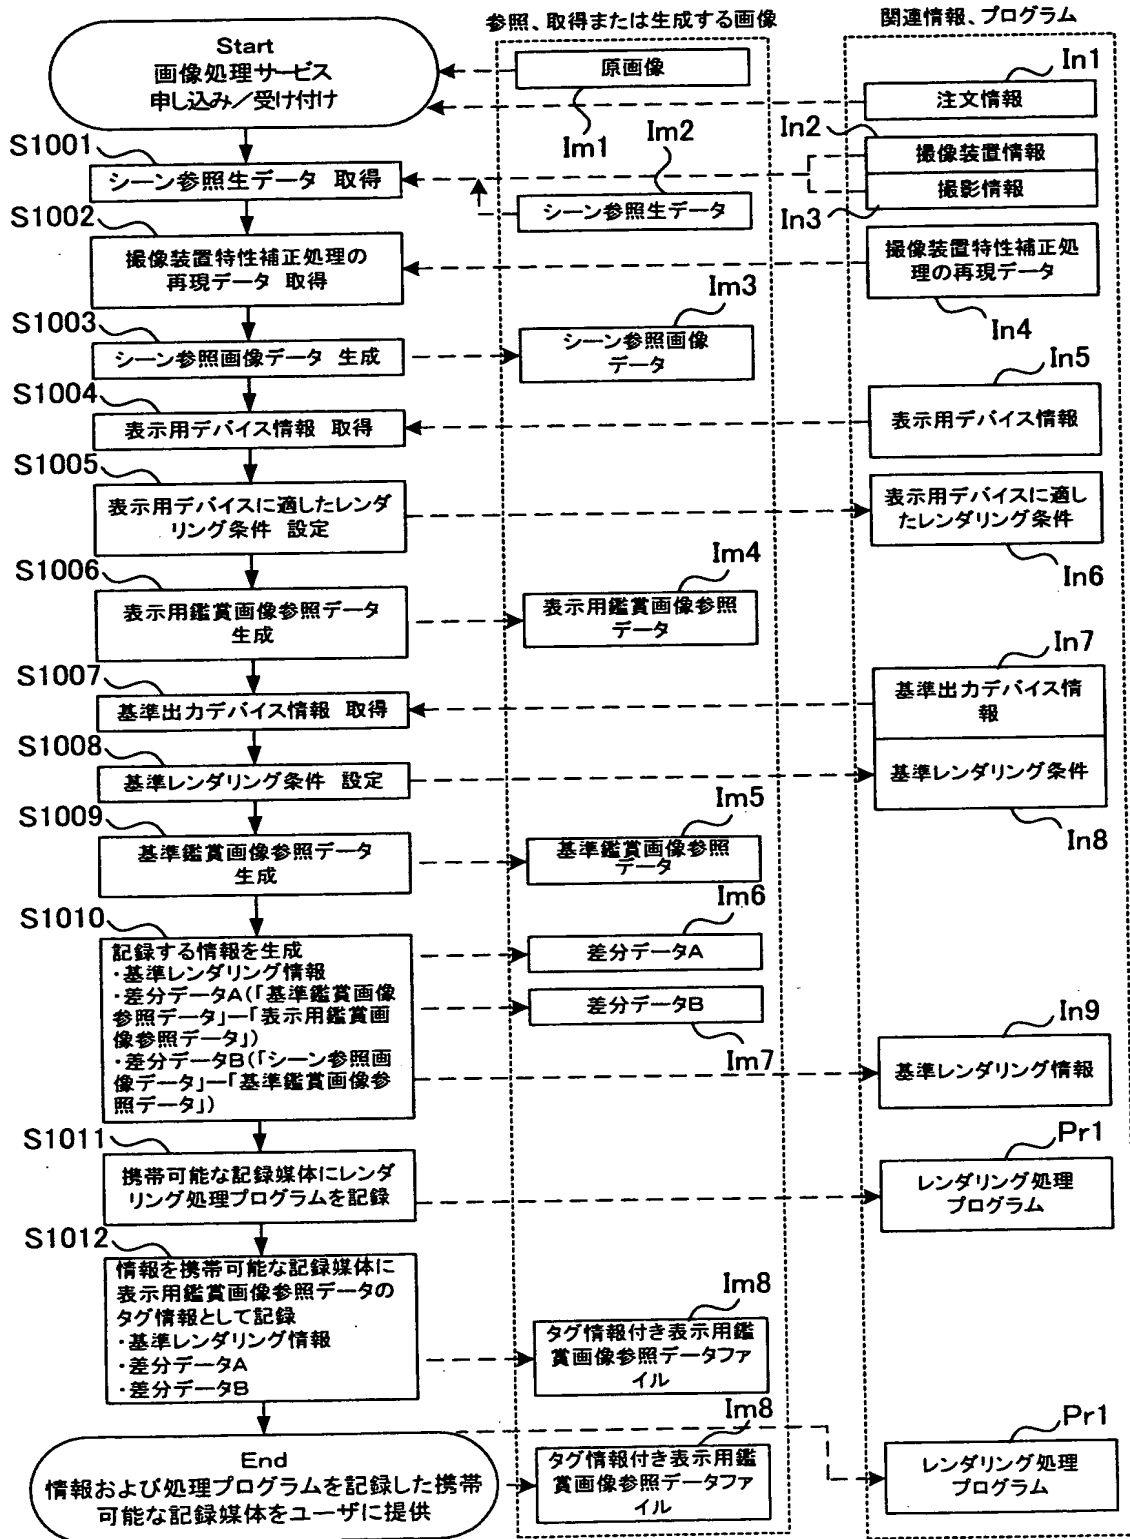 参照、取得または生成する画像
関連情報、プログラム
Start
画像処理サービス
申し込み／受け付け
原画像
Im1
In1
注文情報
S1001
シーン参照生データ 取得
Im2
シーン参照生データ
In2
撮像装置情報
撮影情報
In3
S1002
撮像装置特性補正処理の
再現データ 取得
撮像装置特性補正処
理の再現データ
In4
S1003
シーン参照画像データ 生成
Im3
シーン参照画像
データ
S1004
表示用デバイス情報 取得
In5
表示用デバイス情報
S1005
表示用デバイスに適したレンダ
リング条件 設定
表示用デバイスに適し
たレンダリング条件
In6
S1006
表示用鑑賞画像参照データ
生成
Im4
表示用鑑賞画像参照
データ
S1007
基準出力デバイス情報 取得
In7
基準出力デバイス情
報
S1008
基準レンダリング条件 設定
基準レンダリング条件
In8
S1009
基準鑑賞画像参照データ
生成
Im5
基準鑑賞画像参照
データ
S1010
記録する情報を生成
・基準レンダリング情報
・差分データA(「基準鑑賞画像
参照データ」ー「表示用鑑賞画
像参照データ」)
・差分データB(「シーン参照画
像データ」ー「基準鑑賞画像参
照データ」)
Im6
差分データA
差分データB
Im7
In9
基準レンダリング情報
S1011
携帯可能な記録媒体にレンダ
リング処理プログラムを記録
Pr1
レンダリング処理
プログラム
S1012
情報を携帯可能な記録媒体に
表示用鑑賞画像参照データの
タグ情報として記録
・基準レンダリング情報
・差分データA
・差分データB
Im8
タグ情報付き表示用鑑
賞画像参照データファ
イル
End
情報および処理プログラムを記録した携帯
可能な記録媒体をユーザに提供
Im8
タグ情報付き表示用鑑
賞画像参照データファイル
Pr1
レンダリング処理
プログラム